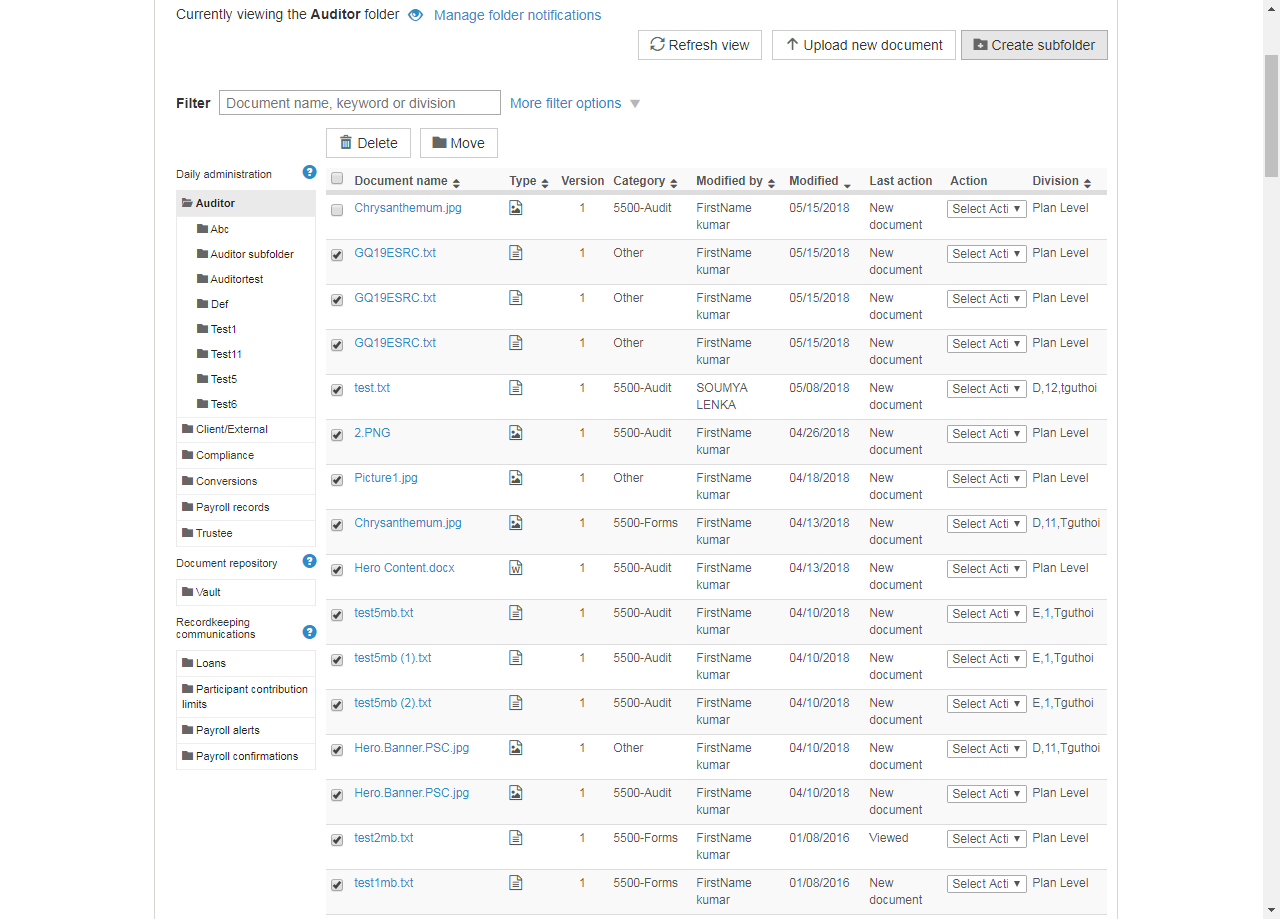 Currently viewing the Auditor folder Manage folder notifications
Refresh view Upload new document Create subfolder
Filter Document name, keyword or division More filter options
Delete Move
Daily administration
Auditor
Abc
Auditor subfolder
Auditortest
Def
Test1
Test11
Test5
Test6
Client/External
Compliance
Conversions
Payroll records
Trustee
Document repository
Vault
Recordkeeping
communications
Loans
Participant contribution
limits
Payroll alerts
Payroll confirmations
Document name Type Version Category Modified by Modified Last action Action Division
Chrysanthemum.jpg 1 5500-Audit FirstName 05/15/2018 New Select Acti Plan Level
kumar document
GQ19ESRC.txt 1 Other FirstName 05/15/2018 New Select Acti Plan Level
kumar document
GQ19ESRC.txt 1 Other FirstName 05/15/2018 New Select Acti Plan Level
kumar document
GQ19ESRC.txt 1 Other FirstName 05/15/2018 New Select Acti Plan Level
kumar document
test.txt 1 5500-Audit SOUMYA 05/08/2018 New Select Acti D,12,tguthoi
LENKA document
2.PNG 1 5500-Audit FirstName 04/26/2018 New Select Acti Plan Level
kumar document
Picture1.jpg 1 Other FirstName 04/18/2018 New Select Acti Plan Level
kumar document
Chrysanthemum.jpg 1 5500-Forms FirstName 04/13/2018 New Select Acti D,11,Tguthoi
kumar document
Hero Content.docx 1 5500-Audit FirstName 04/13/2018 New Select Acti Plan Level
kumar document
test5mb.txt 1 5500-Audit FirstName 04/10/2018 New Select Acti E,1,Tguthoi
kumar document
test5mb (1).txt 1 5500-Audit FirstName 04/10/2018 New Select Acti E,1,Tguthoi
kumar document
test5mb (2).txt 1 5500-Audit FirstName 04/10/2018 New Select Acti E,1,Tguthoi
kumar document
Hero.Banner.PSC.jpg 1 Other FirstName 04/10/2018 New Select Acti D,11,Tguthoi
kumar document
Hero.Banner.PSC.jpg 1 5500-Audit FirstName 04/10/2018 New Select Acti Plan Level
kumar document
test2mb.txt 1 5500-Forms FirstName 01/08/2016 Viewed Select Acti Plan Level
kumar
test1mb.txt 1 5500-Forms FirstName 01/08/2016 New Select Acti Plan Level
kumar document